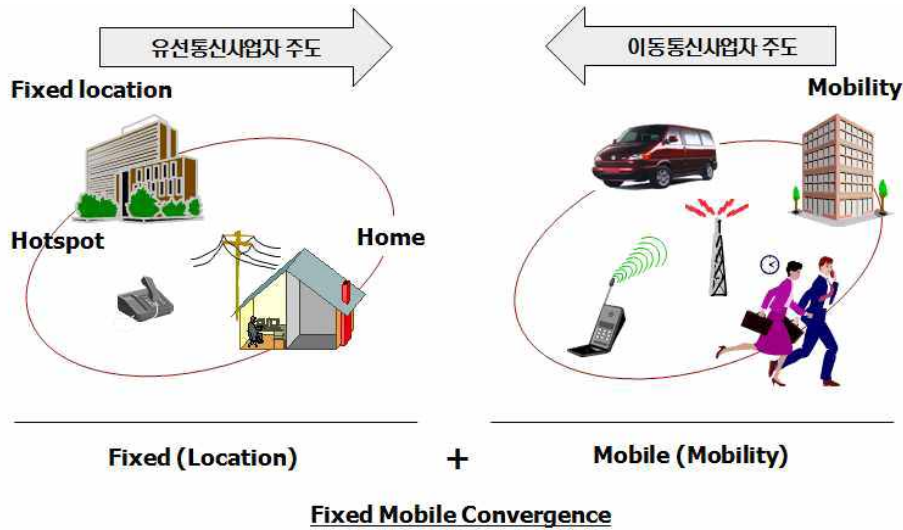 유선통신사업자 주도
이동통신사업자 주도
Fixed location
Mobility
Hotspot
Home
Fixed (Location)
+
Mobile (Mobility)
Fixed Mobile Convergence